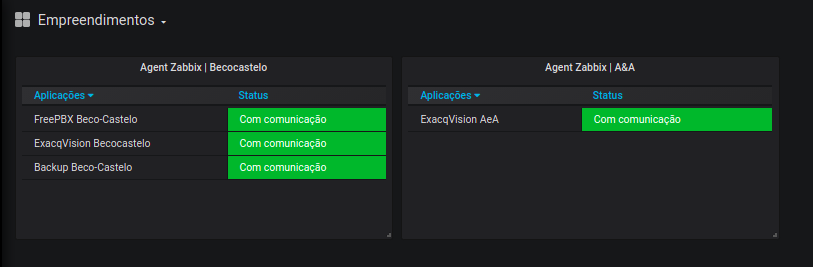 Empreendimentos
Agent Zabbix | Becocastelo
Aplicações Status
FreePBX Beco-Castelo Com comunicação
ExacqVision Becocastelo Com comunicação
Backup Beco-Castelo Com comunicação
Agent Zabbix | A&A
Aplicações Status
ExacqVision AeA Com comunicação